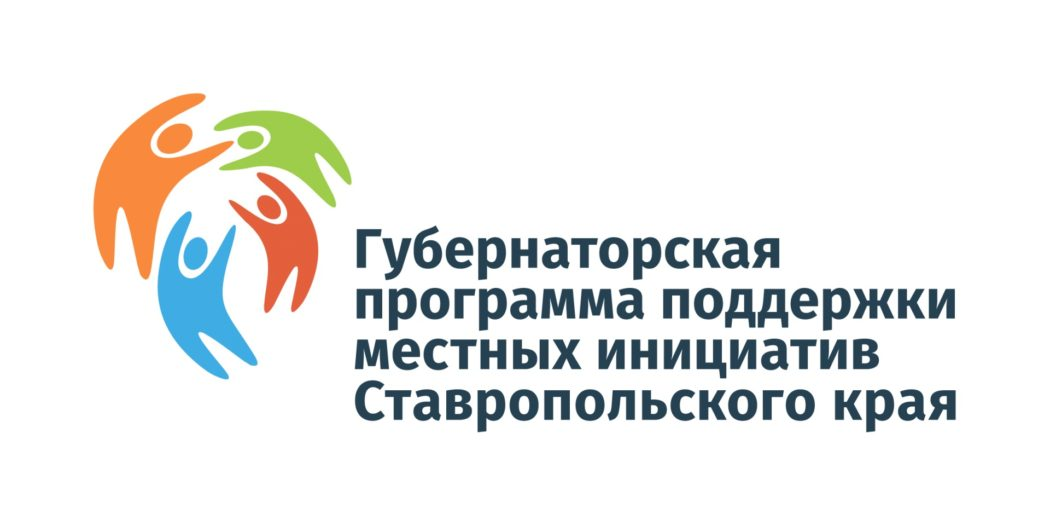 Губернаторская
программа поддержки
местных инициатив
Ставропольского края